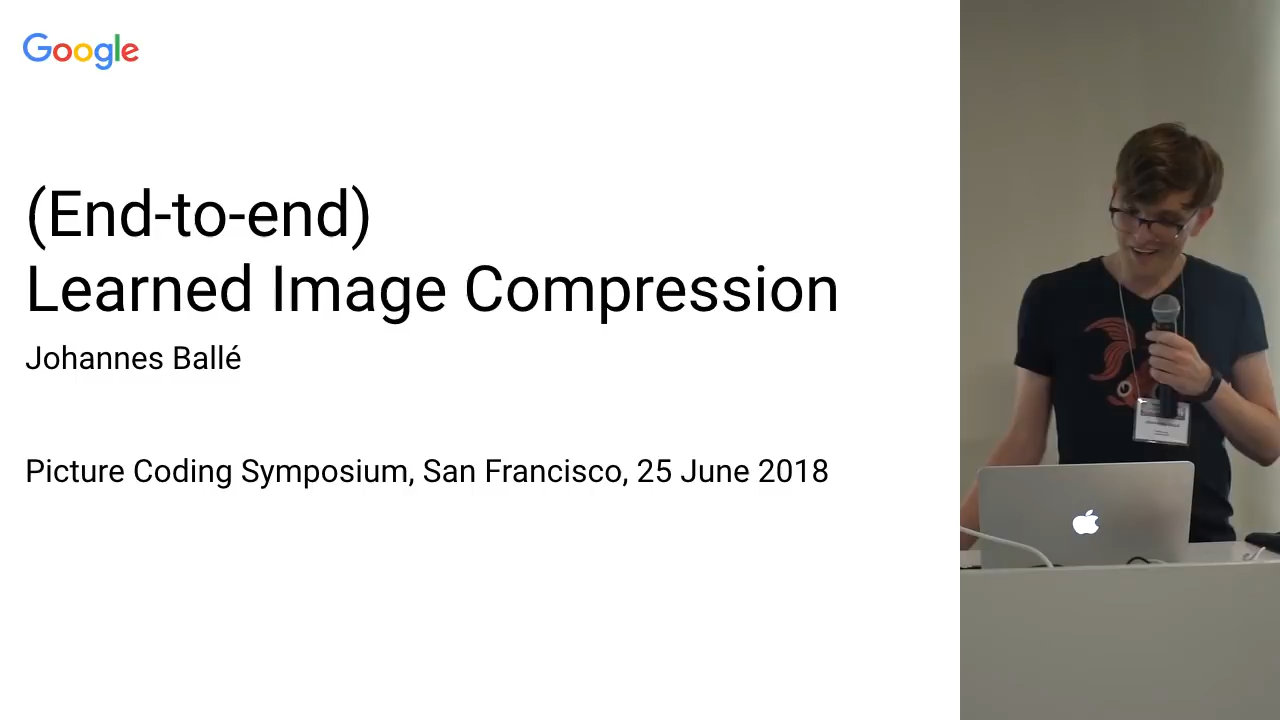 Google
(End-to-end)
Learned Image Compression
Johannes Ballé
Picture Coding Symposium, San Francisco, 25 June 2018